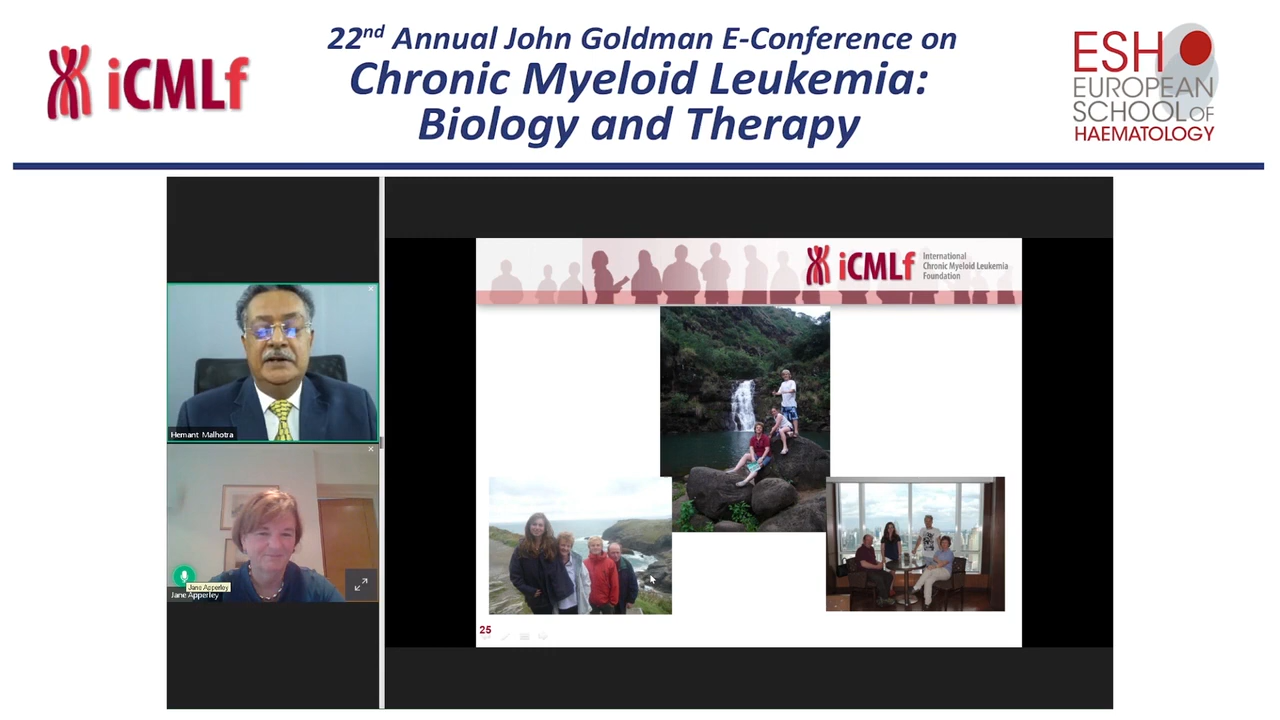 22nd Annual John Goldman E-Conference on
Chronic Myeloid Leukemia:
Biology and Therapy
iCMLf
ESH
EUROPEAN
SCHOOL OF
HAEMATOLOGY
iCMLf
International
Chronic Myeloid Leukemia
Foundation
Hemant Malhotra
Jane Apperley
Jane Apperley
25